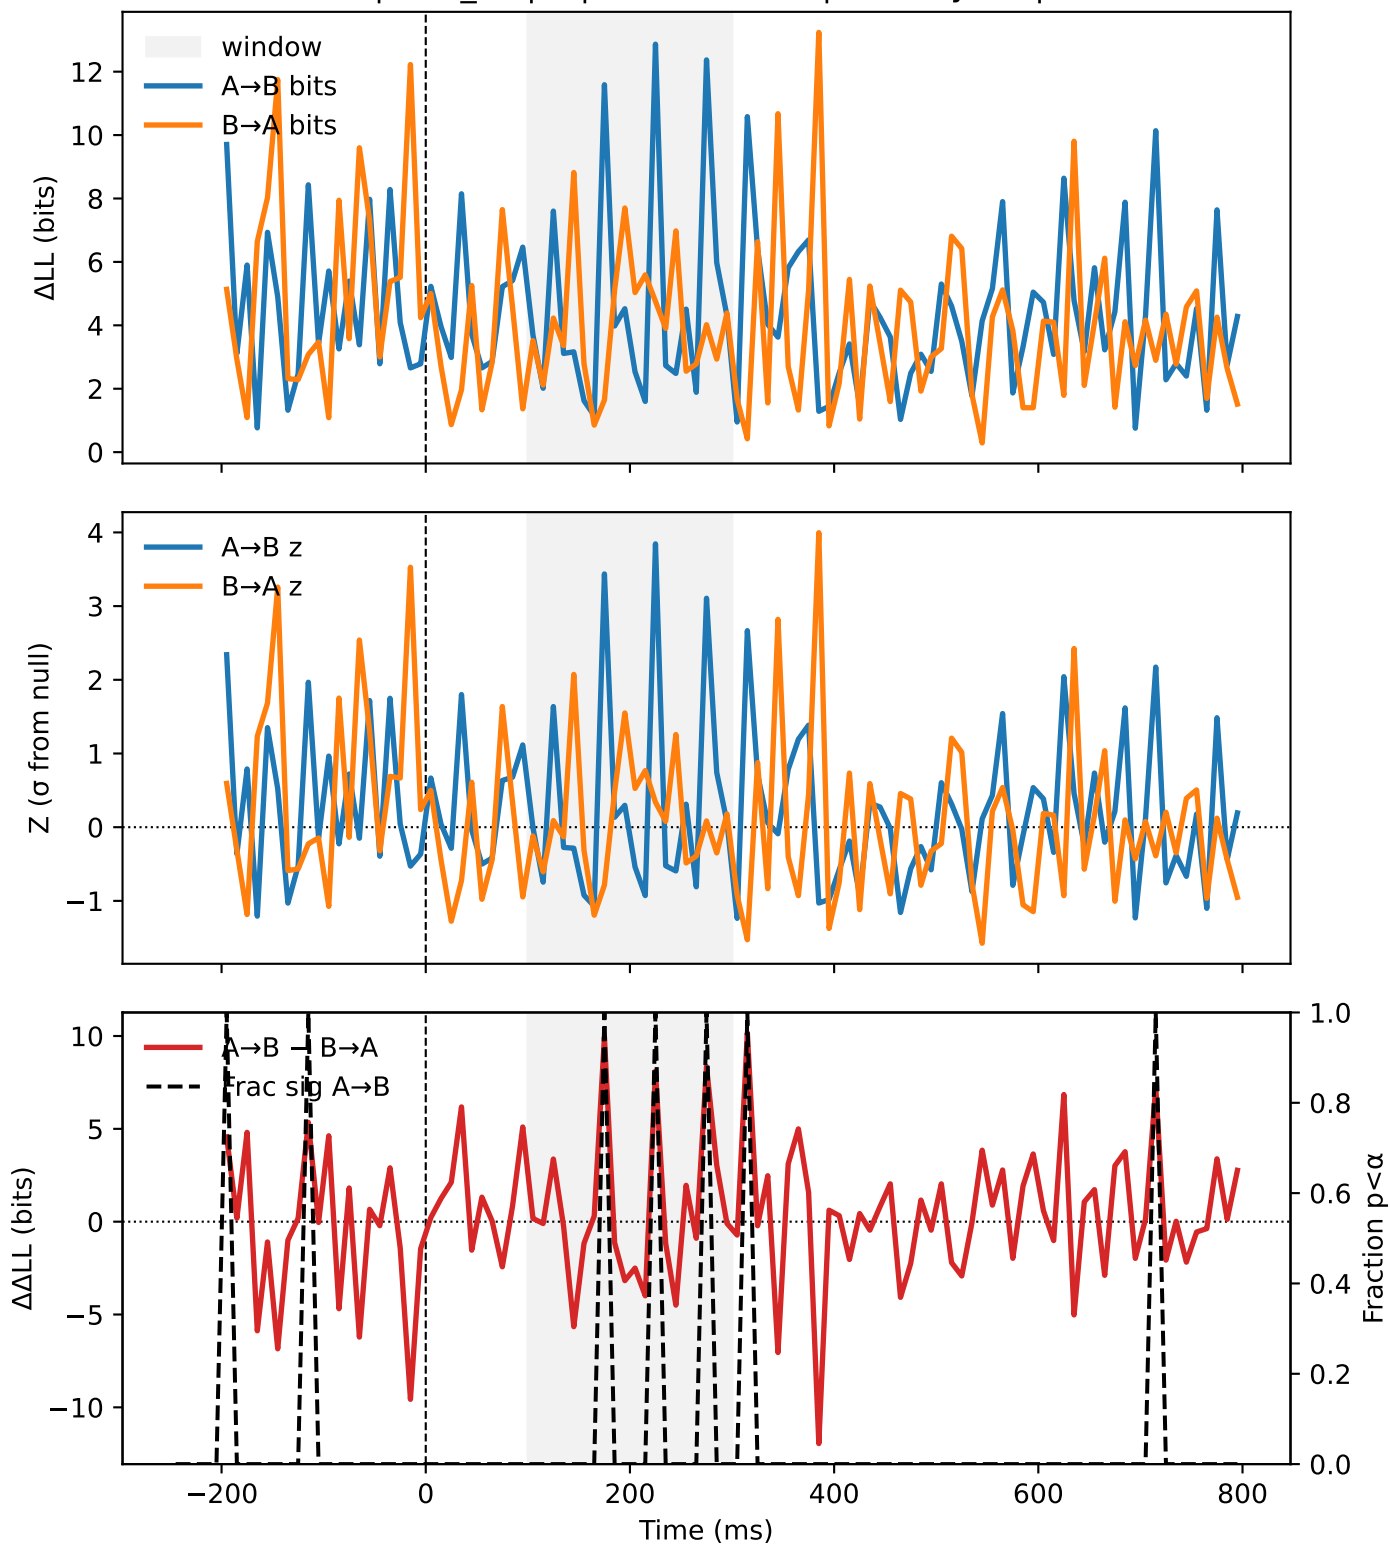 window
A→B bits
B→A bits
ΔLL (bits)
12
10
8
6
4
2
0
A→B z
B→A z
Z (σ from null)
4
3
2
1
0
−1
A→B − B→A
Frac sig A→B
ΔΔLL (bits)
10
5
0
−5
−10
1.0
0.8
0.6
0.4
0.2
0.0
Fraction p<α
−200
0
200
400
600
800
Time (ms)